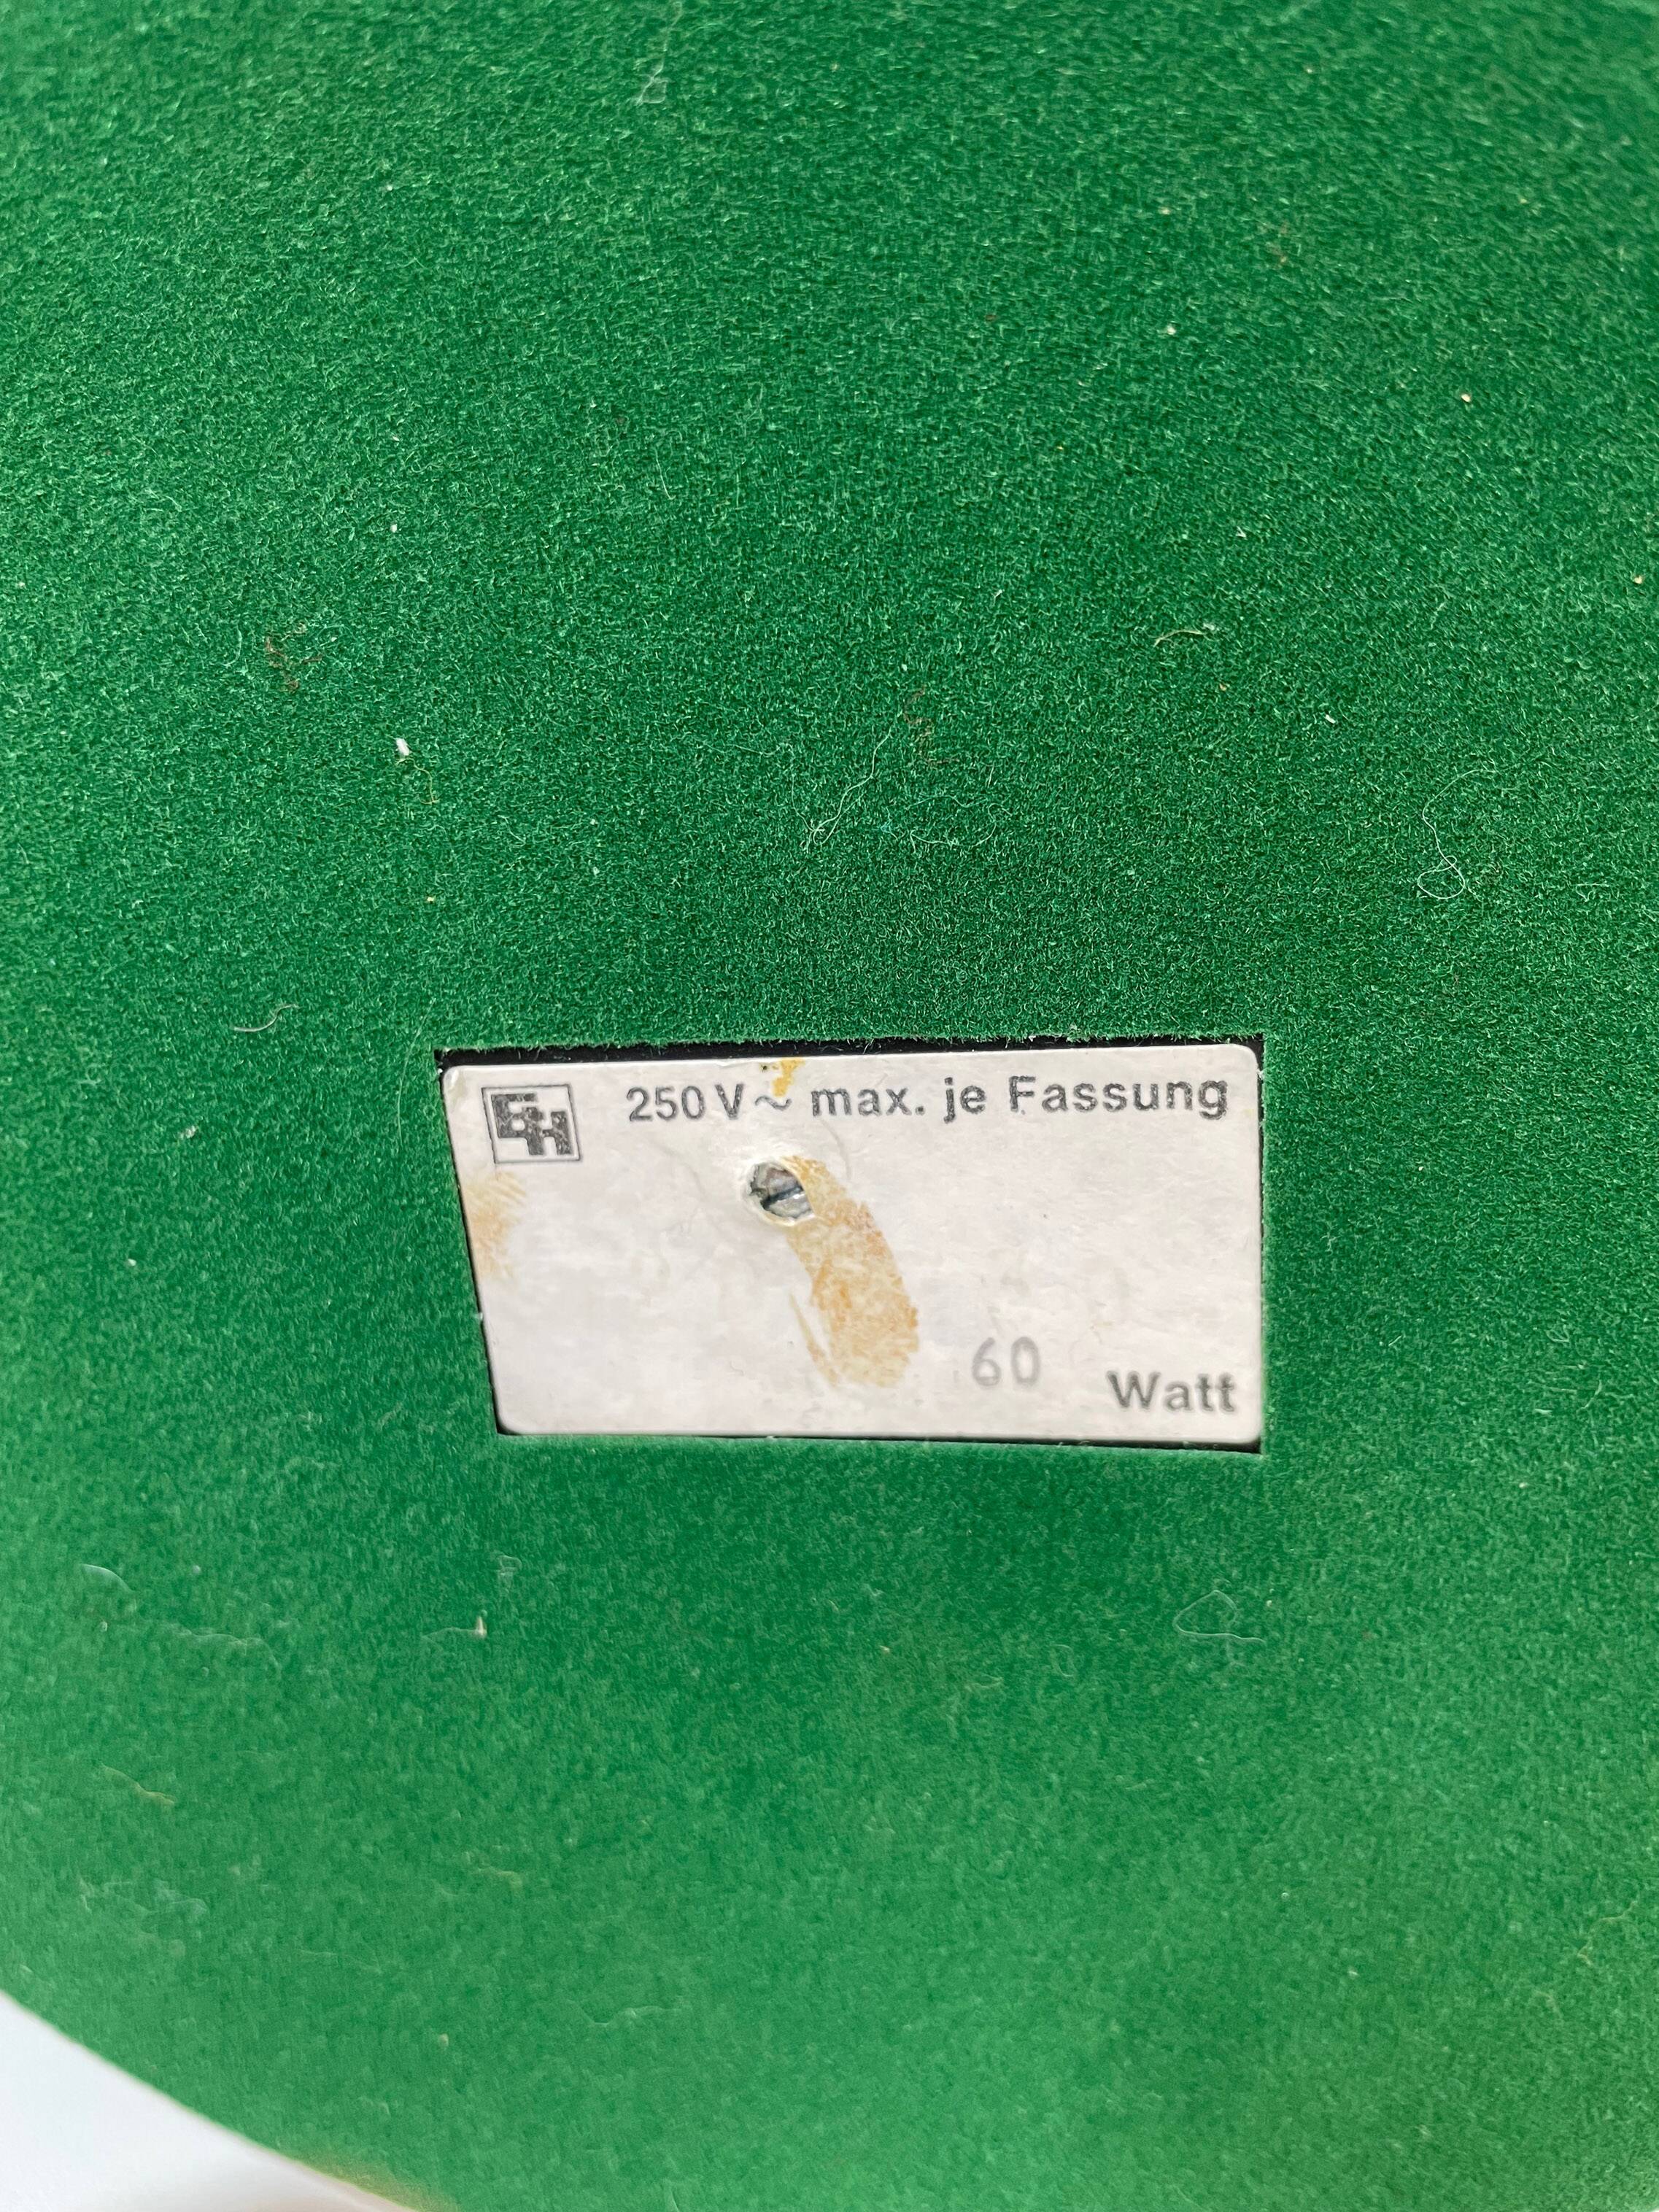 250 V ~ max. je Fassung
60
Watt